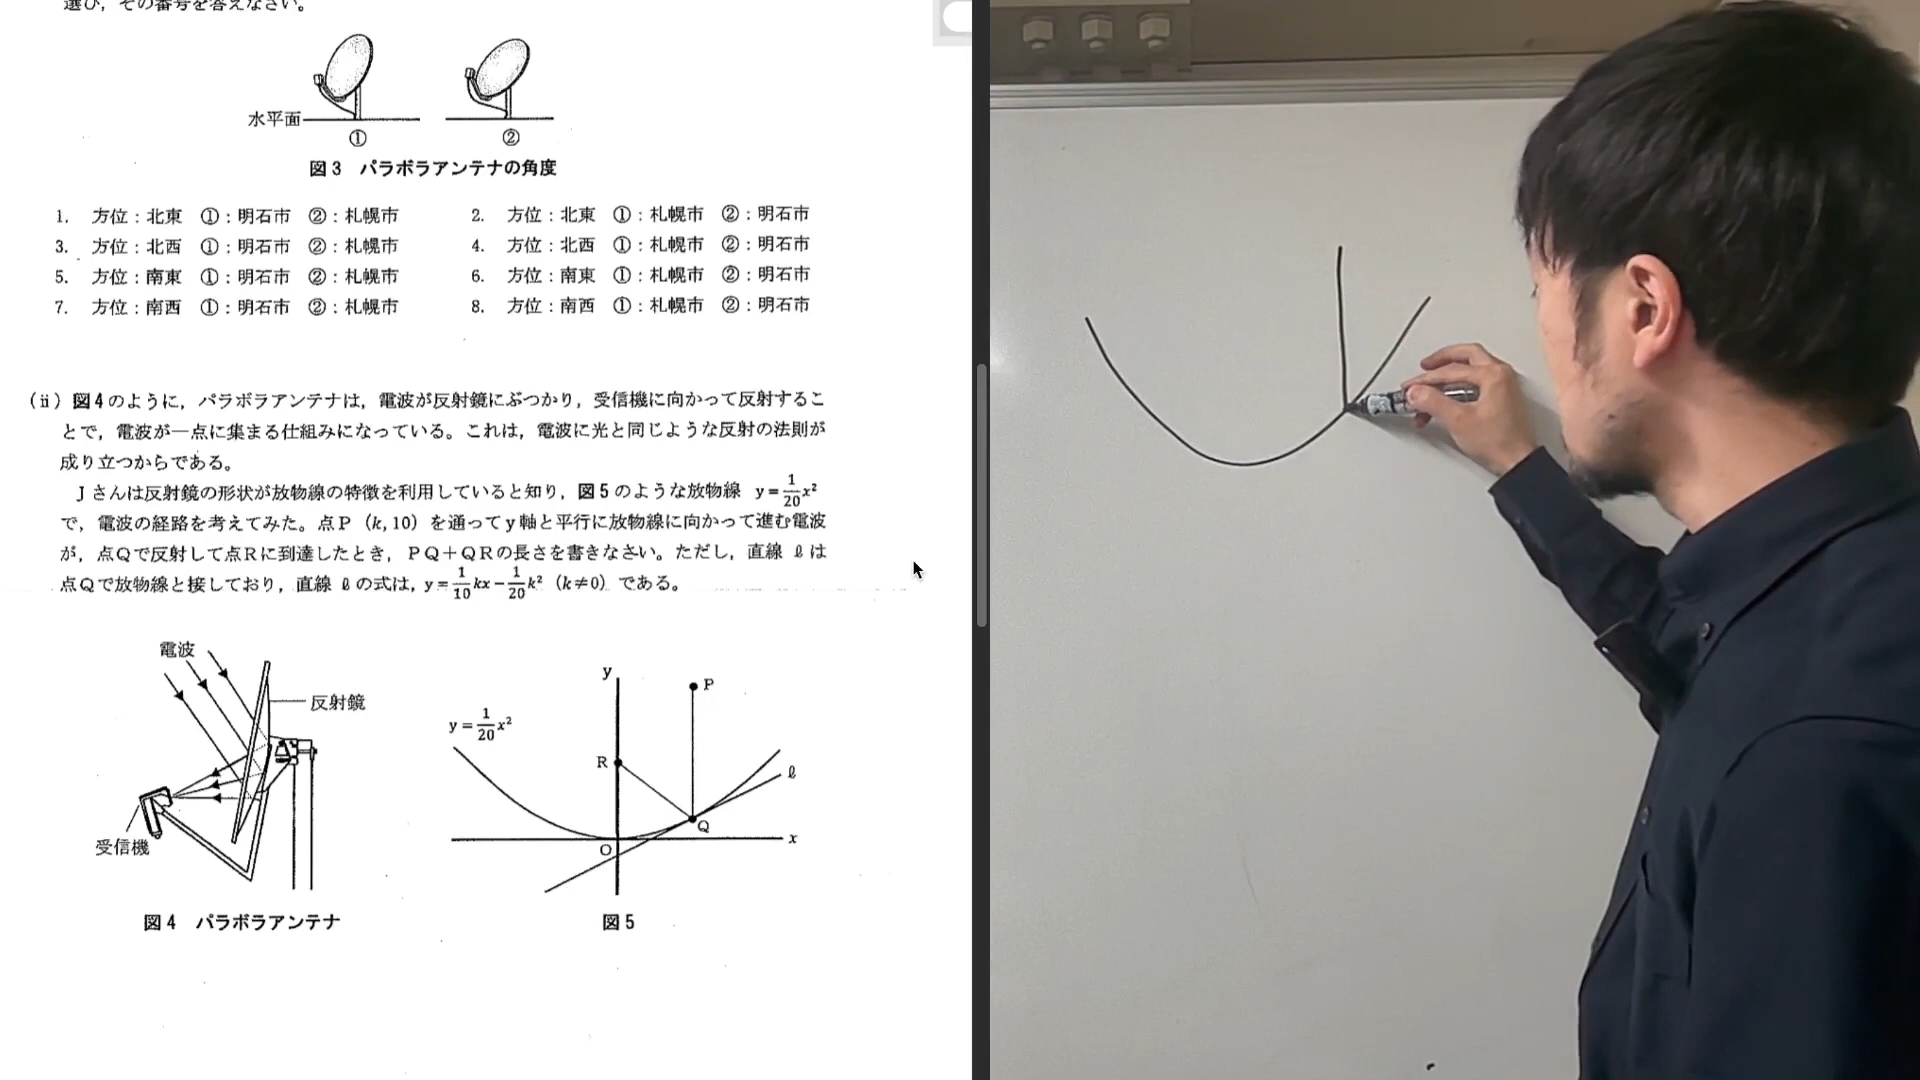 選び，その番号を答えなさい。
水平面
① ②
図3 パラボラアンテナの角度
1. 方位：北東 ①：明石市 ②：札幌市 2. 方位：北東 ①：札幌市 ②：明石市
3. 方位：北西 ①：明石市 ②：札幌市 4. 方位：北西 ①：札幌市 ②：明石市
5. 方位：南東 ①：明石市 ②：札幌市 6. 方位：南東 ①：札幌市 ②：明石市
7. 方位：南西 ①：明石市 ②：札幌市 8. 方位：南西 ①：札幌市 ②：明石市
(ⅱ) 図4のように，パラボラアンテナは，電波が反射鏡にぶつかり，受信機に向かって反射するこ
とで，電波が一点に集まる仕組みになっている。これは，電波に光と同じような反射の法則が
成り立つからである。
Jさんは反射鏡の形状が放物線の特徴を利用していると知り，図5のような放物線 y=1/20x²
で，電波の経路を考えてみた。点P (k, 10) を通ってy軸と平行に放物線に向かって進む電波
が，点Qで反射して点Rに到達したとき，PQ＋QRの長さを書きなさい。ただし，直線 ℓ は
点Qで放物線と接しており，直線 ℓ の式は，y=1/10kx−1/20k² (k≠0) である。
電波
反射鏡
受信機
図4 パラボラアンテナ
y
P
y=1/20x²
R
ℓ
Q
x
O
図5